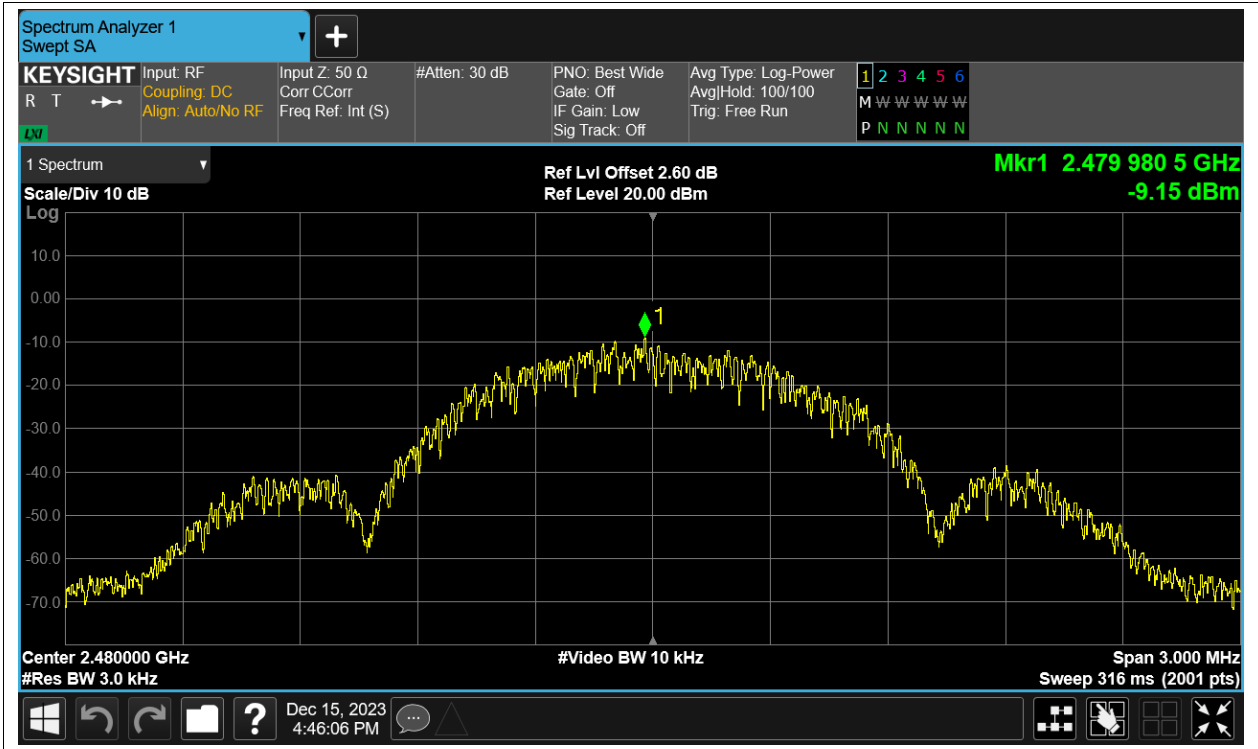 Spectrum Analyzer 1
Swept SA
+
KEYSIGHT
R T
LXI
Input: RF
Coupling: DC
Align: Auto/No RF
Input Z: 50 Ω
Corr CCorr
Freq Ref: Int (S)
#Atten: 30 dB
PNO: Best Wide
Gate: Off
IF Gain: Low
Sig Track: Off
Avg Type: Log-Power
Avg|Hold: 100/100
Trig: Free Run
1 2 3 4 5 6
M W W W W W W
P N N N N N
1 Spectrum
Scale/Div 10 dB
Log
Ref Lvl Offset 2.60 dB
Ref Level 20.00 dBm
Mkr1 2.479 980 5 GHz
-9.15 dBm
10.0
0.00
-10.0
-20.0
-30.0
-40.0
-50.0
-60.0
-70.0
1
Center 2.480000 GHz
#Res BW 3.0 kHz
#Video BW 10 kHz
Span 3.000 MHz
Sweep 316 ms (2001 pts)
?
Dec 15, 2023
4:46:06 PM